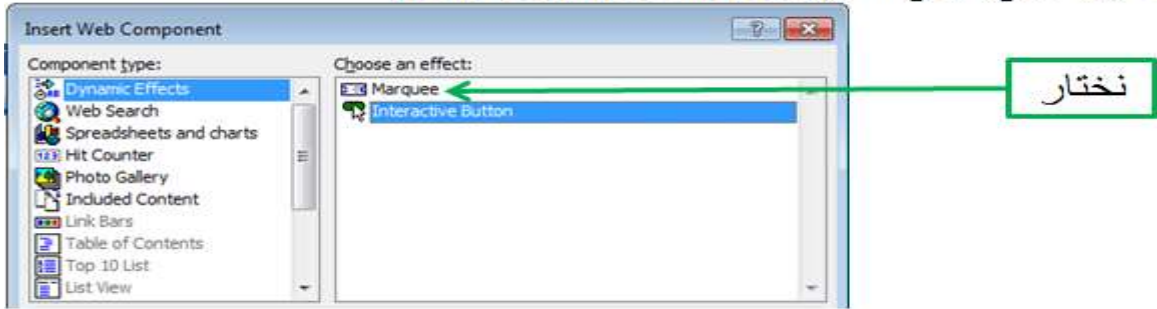 Insert Web Component
Component type:
Dynamic Effects
Web Search
Spreadsheets and charts
Hit Counter
Photo Gallery
Included Content
Link Bars
Table of Contents
Top 10 List
List View
Choose an effect:
Marquee
Interactive Button
نختار